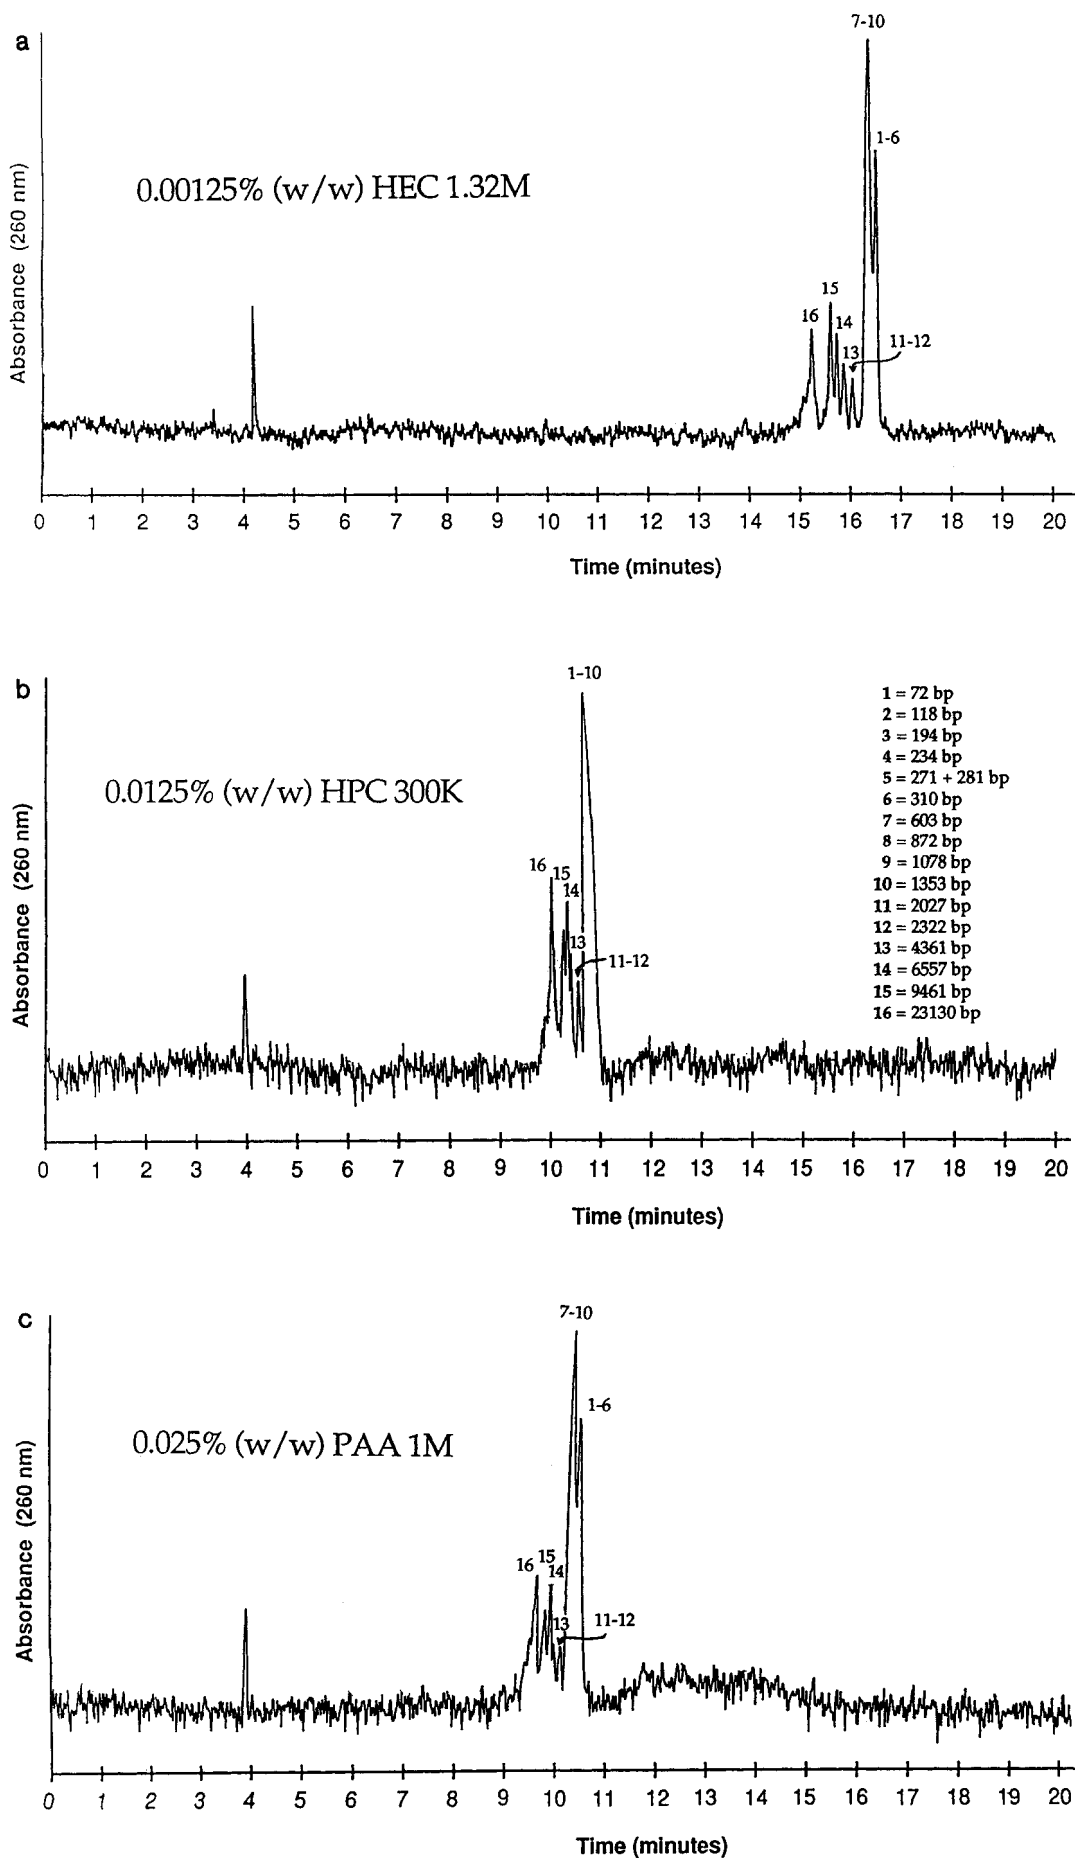 a
7-10
1-6
0.00125% (w/w) HEC 1.32M
15
16
14
13
11-12
Absorbance (260 nm)
0 1 2 3 4 5 6 7 8 9 10 11 12 13 14 15 16 17 18 19 20
Time (minutes)
b
1-10
1 = 72 bp
2 = 118 bp
3 = 194 bp
4 = 234 bp
5 = 271 + 281 bp
6 = 310 bp
7 = 603 bp
8 = 872 bp
9 = 1078 bp
10 = 1353 bp
11 = 2027 bp
12 = 2322 bp
13 = 4361 bp
14 = 6557 bp
15 = 9461 bp
16 = 23130 bp
0.0125% (w/w) HPC 300K
16 15
14
13
11-12
Absorbance (260 nm)
0 1 2 3 4 5 6 7 8 9 10 11 12 13 14 15 16 17 18 19 20
Time (minutes)
c
7-10
1-6
0.025% (w/w) PAA 1M
16 15
14
13
11-12
Absorbance (260 nm)
0 1 2 3 4 5 6 7 8 9 10 11 12 13 14 15 16 17 18 19 20
Time (minutes)